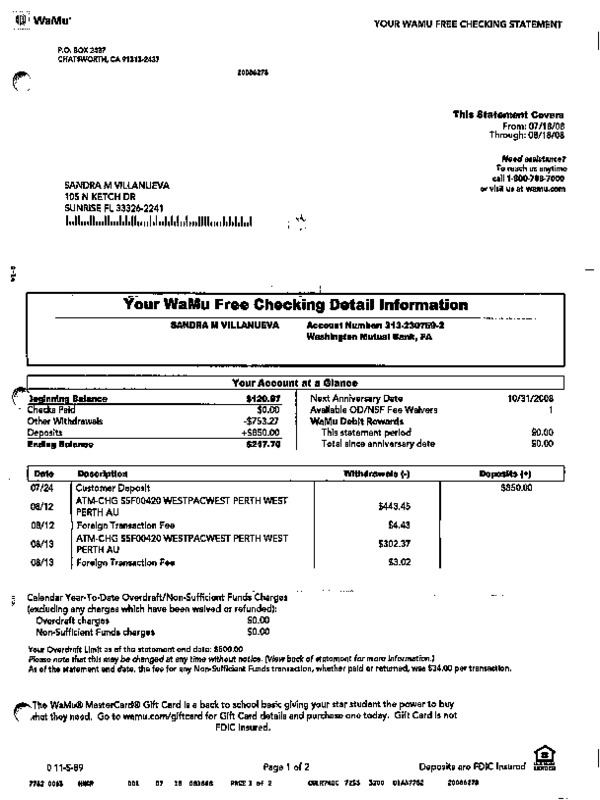 WaMu
YOUR WAMU FREE CHECKING STATEMENT
P.O. BOX 2437
CHATSWORTH, CA 91313-2437
20086278
This Statement Covers
From: 07/18/08
Through: 08/18/08
Need assistance?
To reach us anytime
call 1-800-788-7000
or visit us at wamu.com
SANDRA M VILLANUEVA
105 N KETCH DR
SUNRISE FL 33326-2241
Your WaMu Free Checking Detail Information
SANDRA M VILLANUEVA Account Number: 313-230759-2
Washington Mutual Bank, FA
Your Account at a Glance
Beginning Balance $120.97 Next Anniversary Date 10/31/2008
Checks Paid $0.00 Available OD/NSF Fee Waivers 1
Other Withdrawals -$753.27 WaMu Debit Rewards
Deposits +$850.00 This statement period $0.00
Ending Balance $217.70 Total since anniversary date $0.00
Date Description Withdrawals (-) Deposits (+)
07/24 Customer Deposit $850.00
08/12 ATM-CHG S5F00420 WESTPACWEST PERTH WEST PERTH AU $443.45
08/12 Foreign Transaction Fee $4.43
08/13 ATM-CHG S5F00420 WESTPACWEST PERTH WEST PERTH AU $302.37
08/13 Foreign Transaction Fee $3.02
Calendar Year-To-Date Overdraft/Non-Sufficient Funds Charges
(excluding any charges which have been waived or refunded):
Overdraft charges $0.00
Non-Sufficient Funds charges $0.00
Your Overdraft Limit as of the statement end date: $500.00
Please note that this may be changed at any time without notice. (View back of statement for more information.)
As of the statement end date, the fee for any Non-Sufficient Funds transaction, whether paid or returned, was $34.00 per transaction.
The WaMu® MasterCard® Gift Card is a back to school basic giving your star student the power to buy
what they need. Go to wamu.com/giftcard for Gift Card details and purchase one today. Gift Card is not
FDIC Insured.
0 11-5-89 Page 1 of 2 Deposits are FDIC Insured
001 07 18 PAGE 1 of 2 7255 3200 20086278